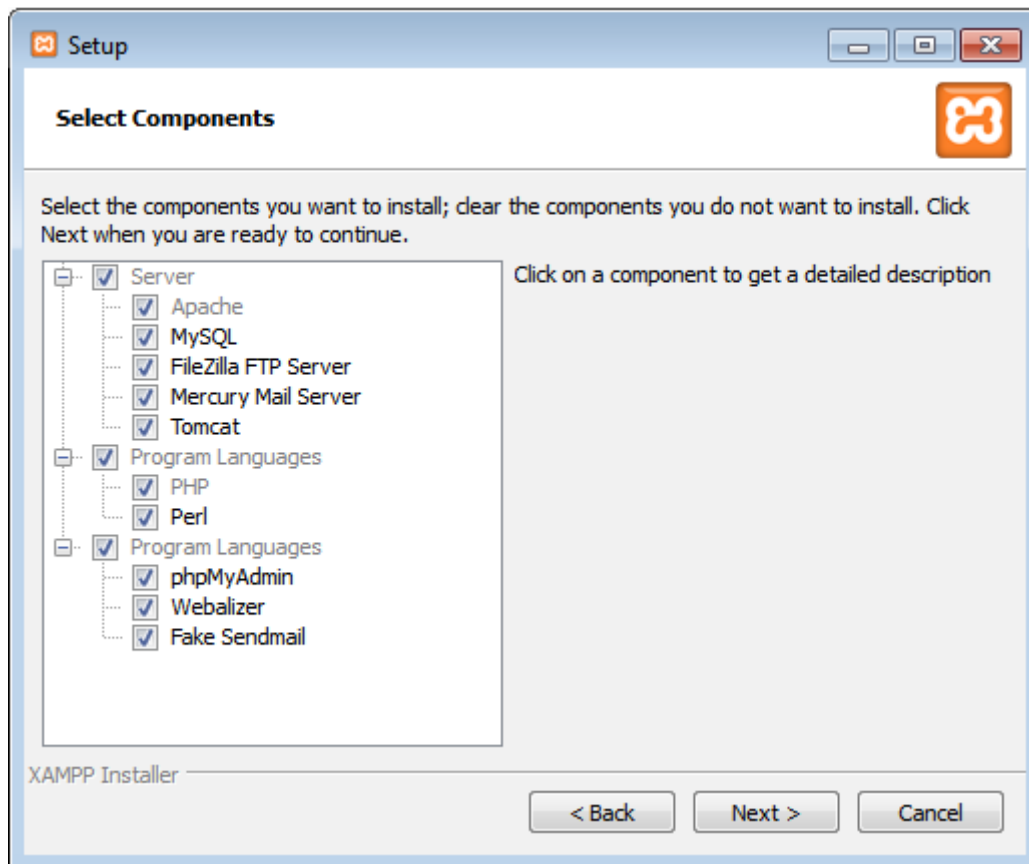 Setup
Select Components
Select the components you want to install; clear the components you do not want to install. Click
Next when you are ready to continue.
Server
Apache
MySQL
FileZilla FTP Server
Mercury Mail Server
Tomcat
Program Languages
PHP
Perl
Program Languages
phpMyAdmin
Webalizer
Fake Sendmail
Click on a component to get a detailed description
XAMPP Installer
< Back
Next >
Cancel